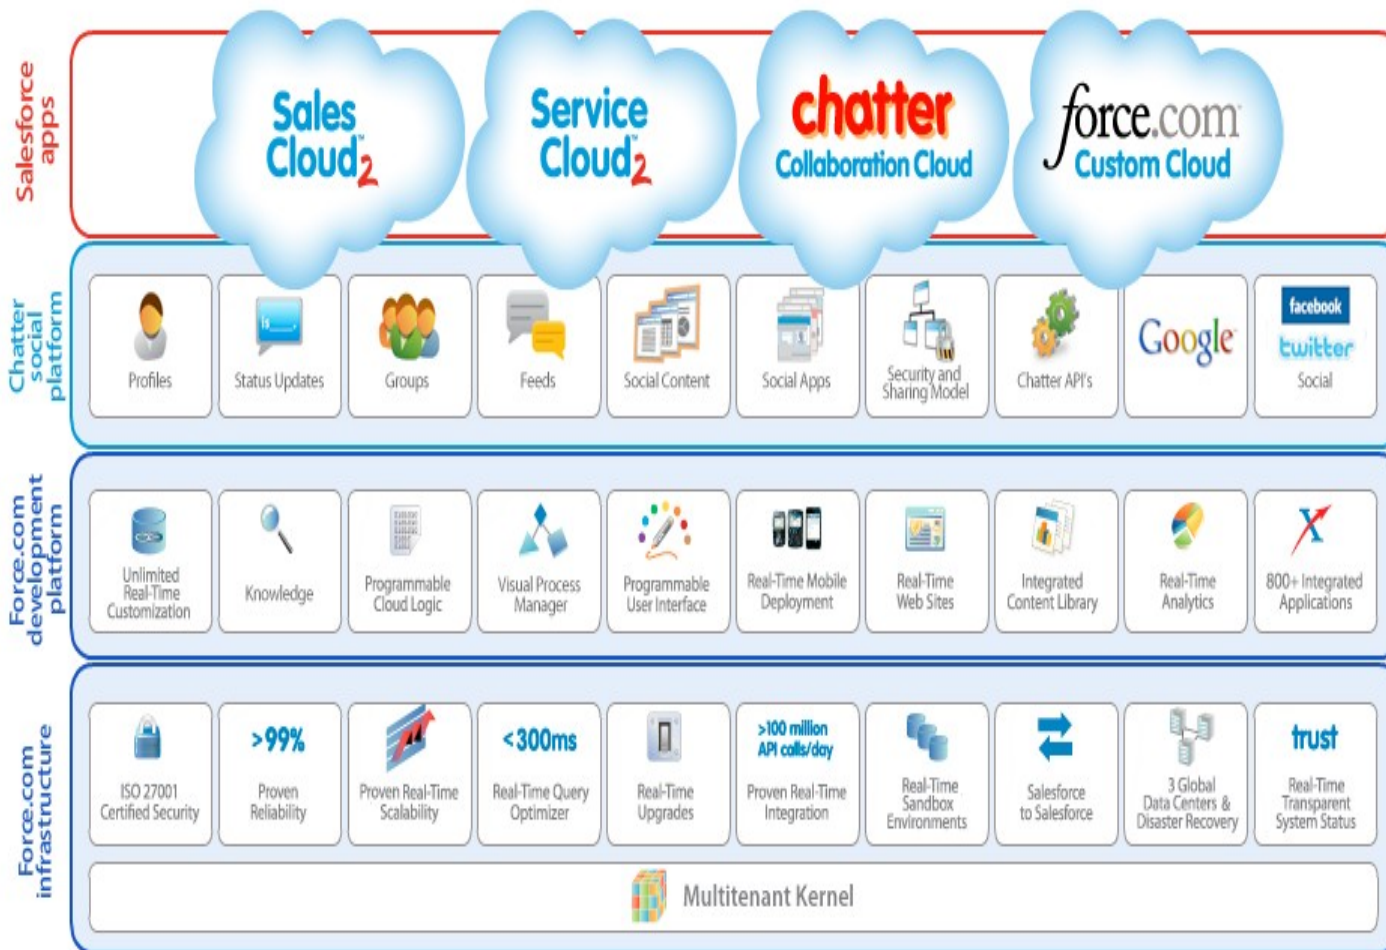 Salesforce
apps
Sales
Cloud™2
Service
Cloud™2
chatter
Collaboration Cloud
force.com™
Custom Cloud
Chatter
social
platform
Profiles
is
Status Updates
Groups
Feeds
Social Content
Social Apps
Security and
Sharing Model
Chatter API's
Google™
facebook
twitter
Social
Force.com
development
platform
Unlimited
Real-Time
Customization
Knowledge
Programmable
Cloud Logic
Visual Process
Manager
Programmable
User Interface
Real-Time Mobile
Deployment
Real-Time
Web Sites
Integrated
Content Library
Real-Time
Analytics
X
800+ Integrated
Applications
Force.com
infrastructure
ISO 27001
Certified Security
>99%
Proven
Reliability
Proven Real-Time
Scalability
<300ms
Real-Time Query
Optimizer
Real-Time
Upgrades
>100 million
API calls/day
Proven Real-Time
Integration
Real-Time
Sandbox
Environments
Salesforce
to Salesforce
3 Global
Data Centers &
Disaster Recovery
trust
Real-Time
Transparent
System Status
Multitenant Kernel